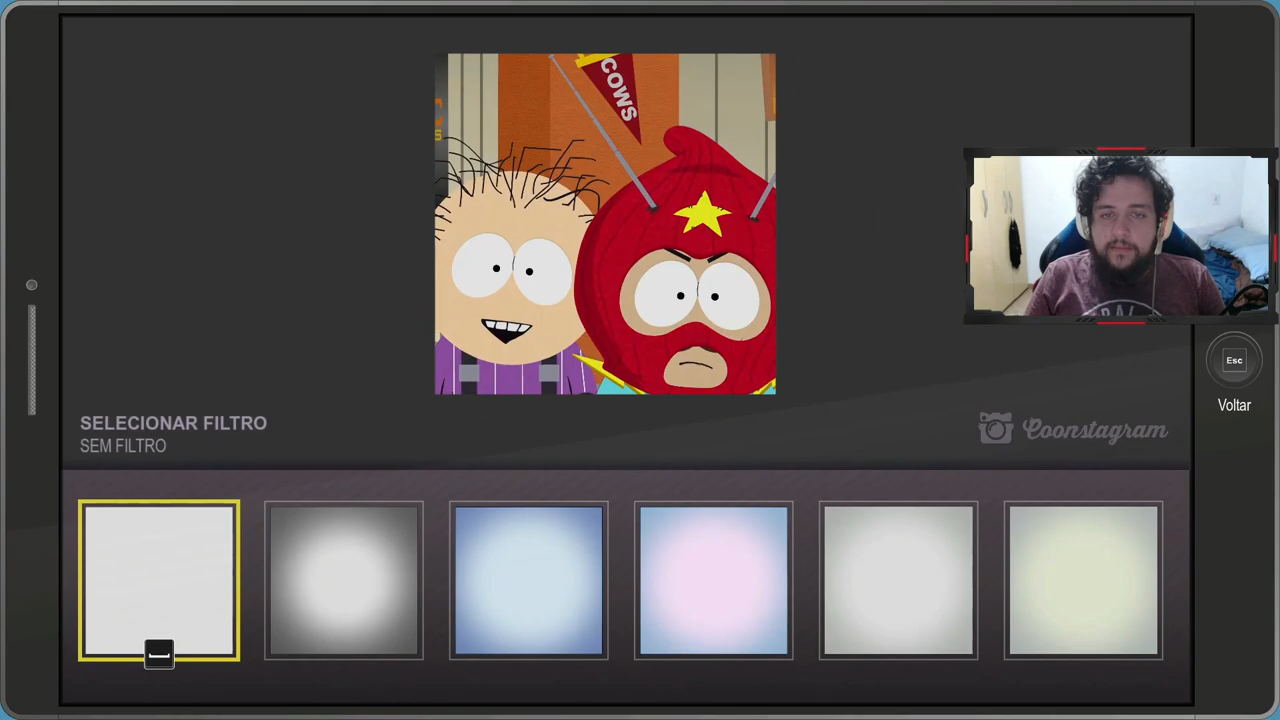 COWS
Esc
Voltar
SELECIONAR FILTRO
SEM FILTRO
Coonstagram